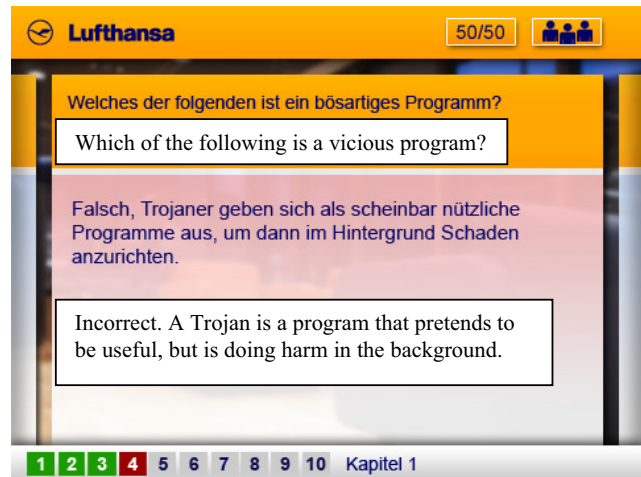 Lufthansa
50/50
Welches der folgenden ist ein bösartiges Programm?
Which of the following is a vicious program?
Falsch, Trojaner geben sich als scheinbar nützliche
Programme aus, um dann im Hintergrund Schaden
anzurichten.
Incorrect. A Trojan is a program that pretends to
be useful, but is doing harm in the background.
1 2 3 4 5 6 7 8 9 10 Kapitel 1